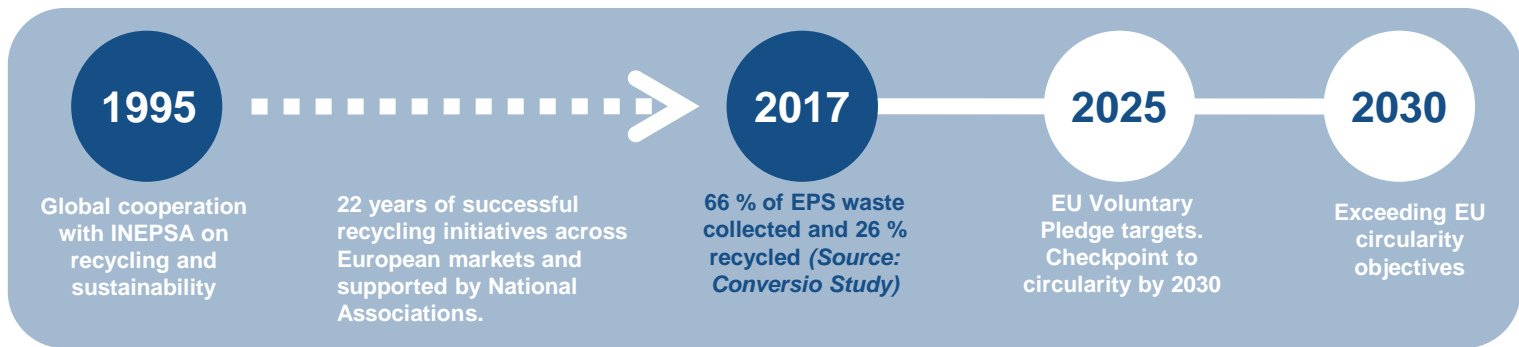 1995
2017
2025
2030
Global cooperation
with INEPSA on
recycling and
sustainability
22 years of successful
recycling initiatives across
European markets and
supported by National
Associations.
66 % of EPS waste
collected and 26 %
recycled (Source:
Conversio Study)
EU Voluntary
Pledge targets.
Checkpoint to
circularity by 2030
Exceeding EU
circularity
objectives